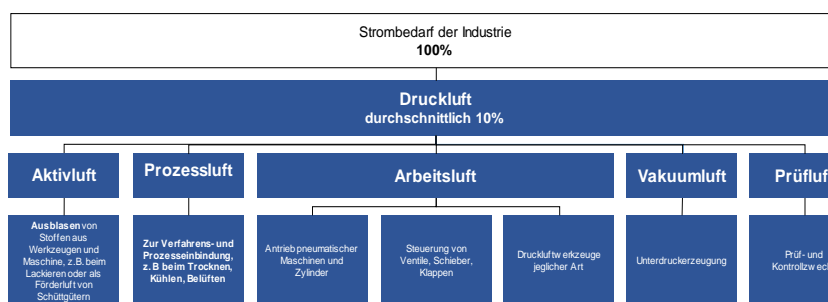 Strombedarf der Industrie
100%
Druckluft
durchschnittlich 10%
Aktivluft
Prozessluft
Arbeitsluft
Vakuumluft
Prüfluf
Ausblasen von
Stoffen aus
Werkzeugen und
Maschine, z.B. beim
Lackieren oder als
Förderluft von
Schüttgütern
Zur Verfahrens- und
Prozesseinbindung,
z.B beim Trocknen,
Kühlen, Belüften
Antrieb pneumatischer
Maschinen und
Zylinder
Steuerung von
Ventile, Schieber,
Klappen
Druckluftwerkzeuge
jeglicher Art
Unterdruckerzeugung
Prüf- und
Kontrollzweck